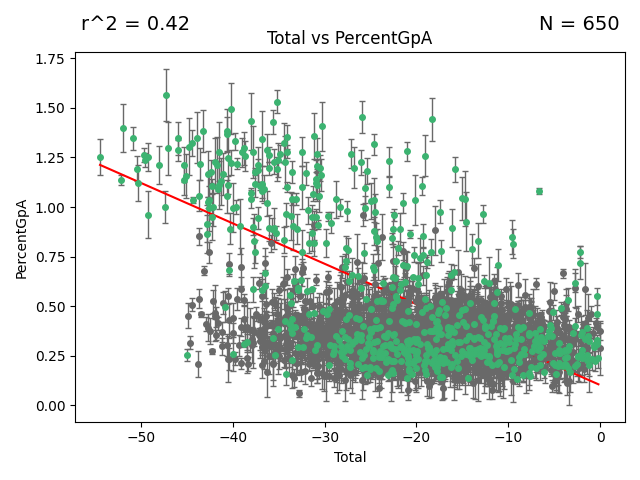 r^2 = 0.42
N = 650
Total vs PercentGpA
1.75
1.50
1.25
1.00
0.75
0.50
0.25
0.00
PercentGpA
−50
−40
−30
−20
−10
0
Total